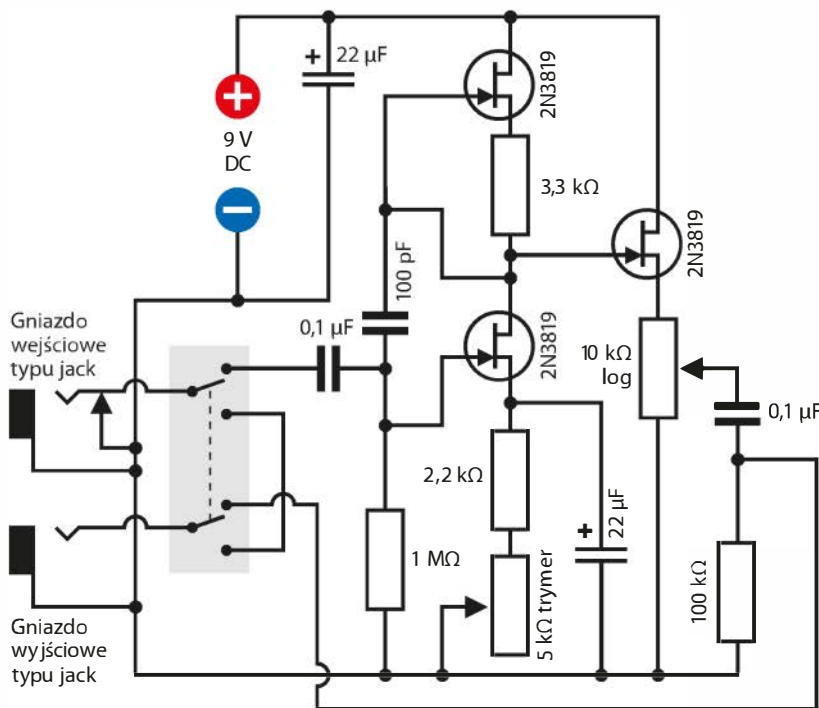 +
22 µF
2N3819
+
9 V
DC
−
3,3 kΩ
2N3819
100 pF
Gniazdo
wejściowe
typu jack
0,1 µF
2N3819
10 kΩ
log
0,1 µF
2,2 kΩ
+
22 µF
1 MΩ
5 kΩ trymer
100 kΩ
Gniazdo
wyjściowe
typu jack